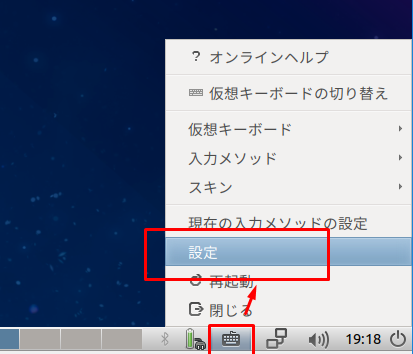 ? オンラインヘルプ
仮想キーボードの切り替え
仮想キーボード
入力メソッド
スキン
現在の入力メソッドの設定
設定
再起動
閉じる
19:18